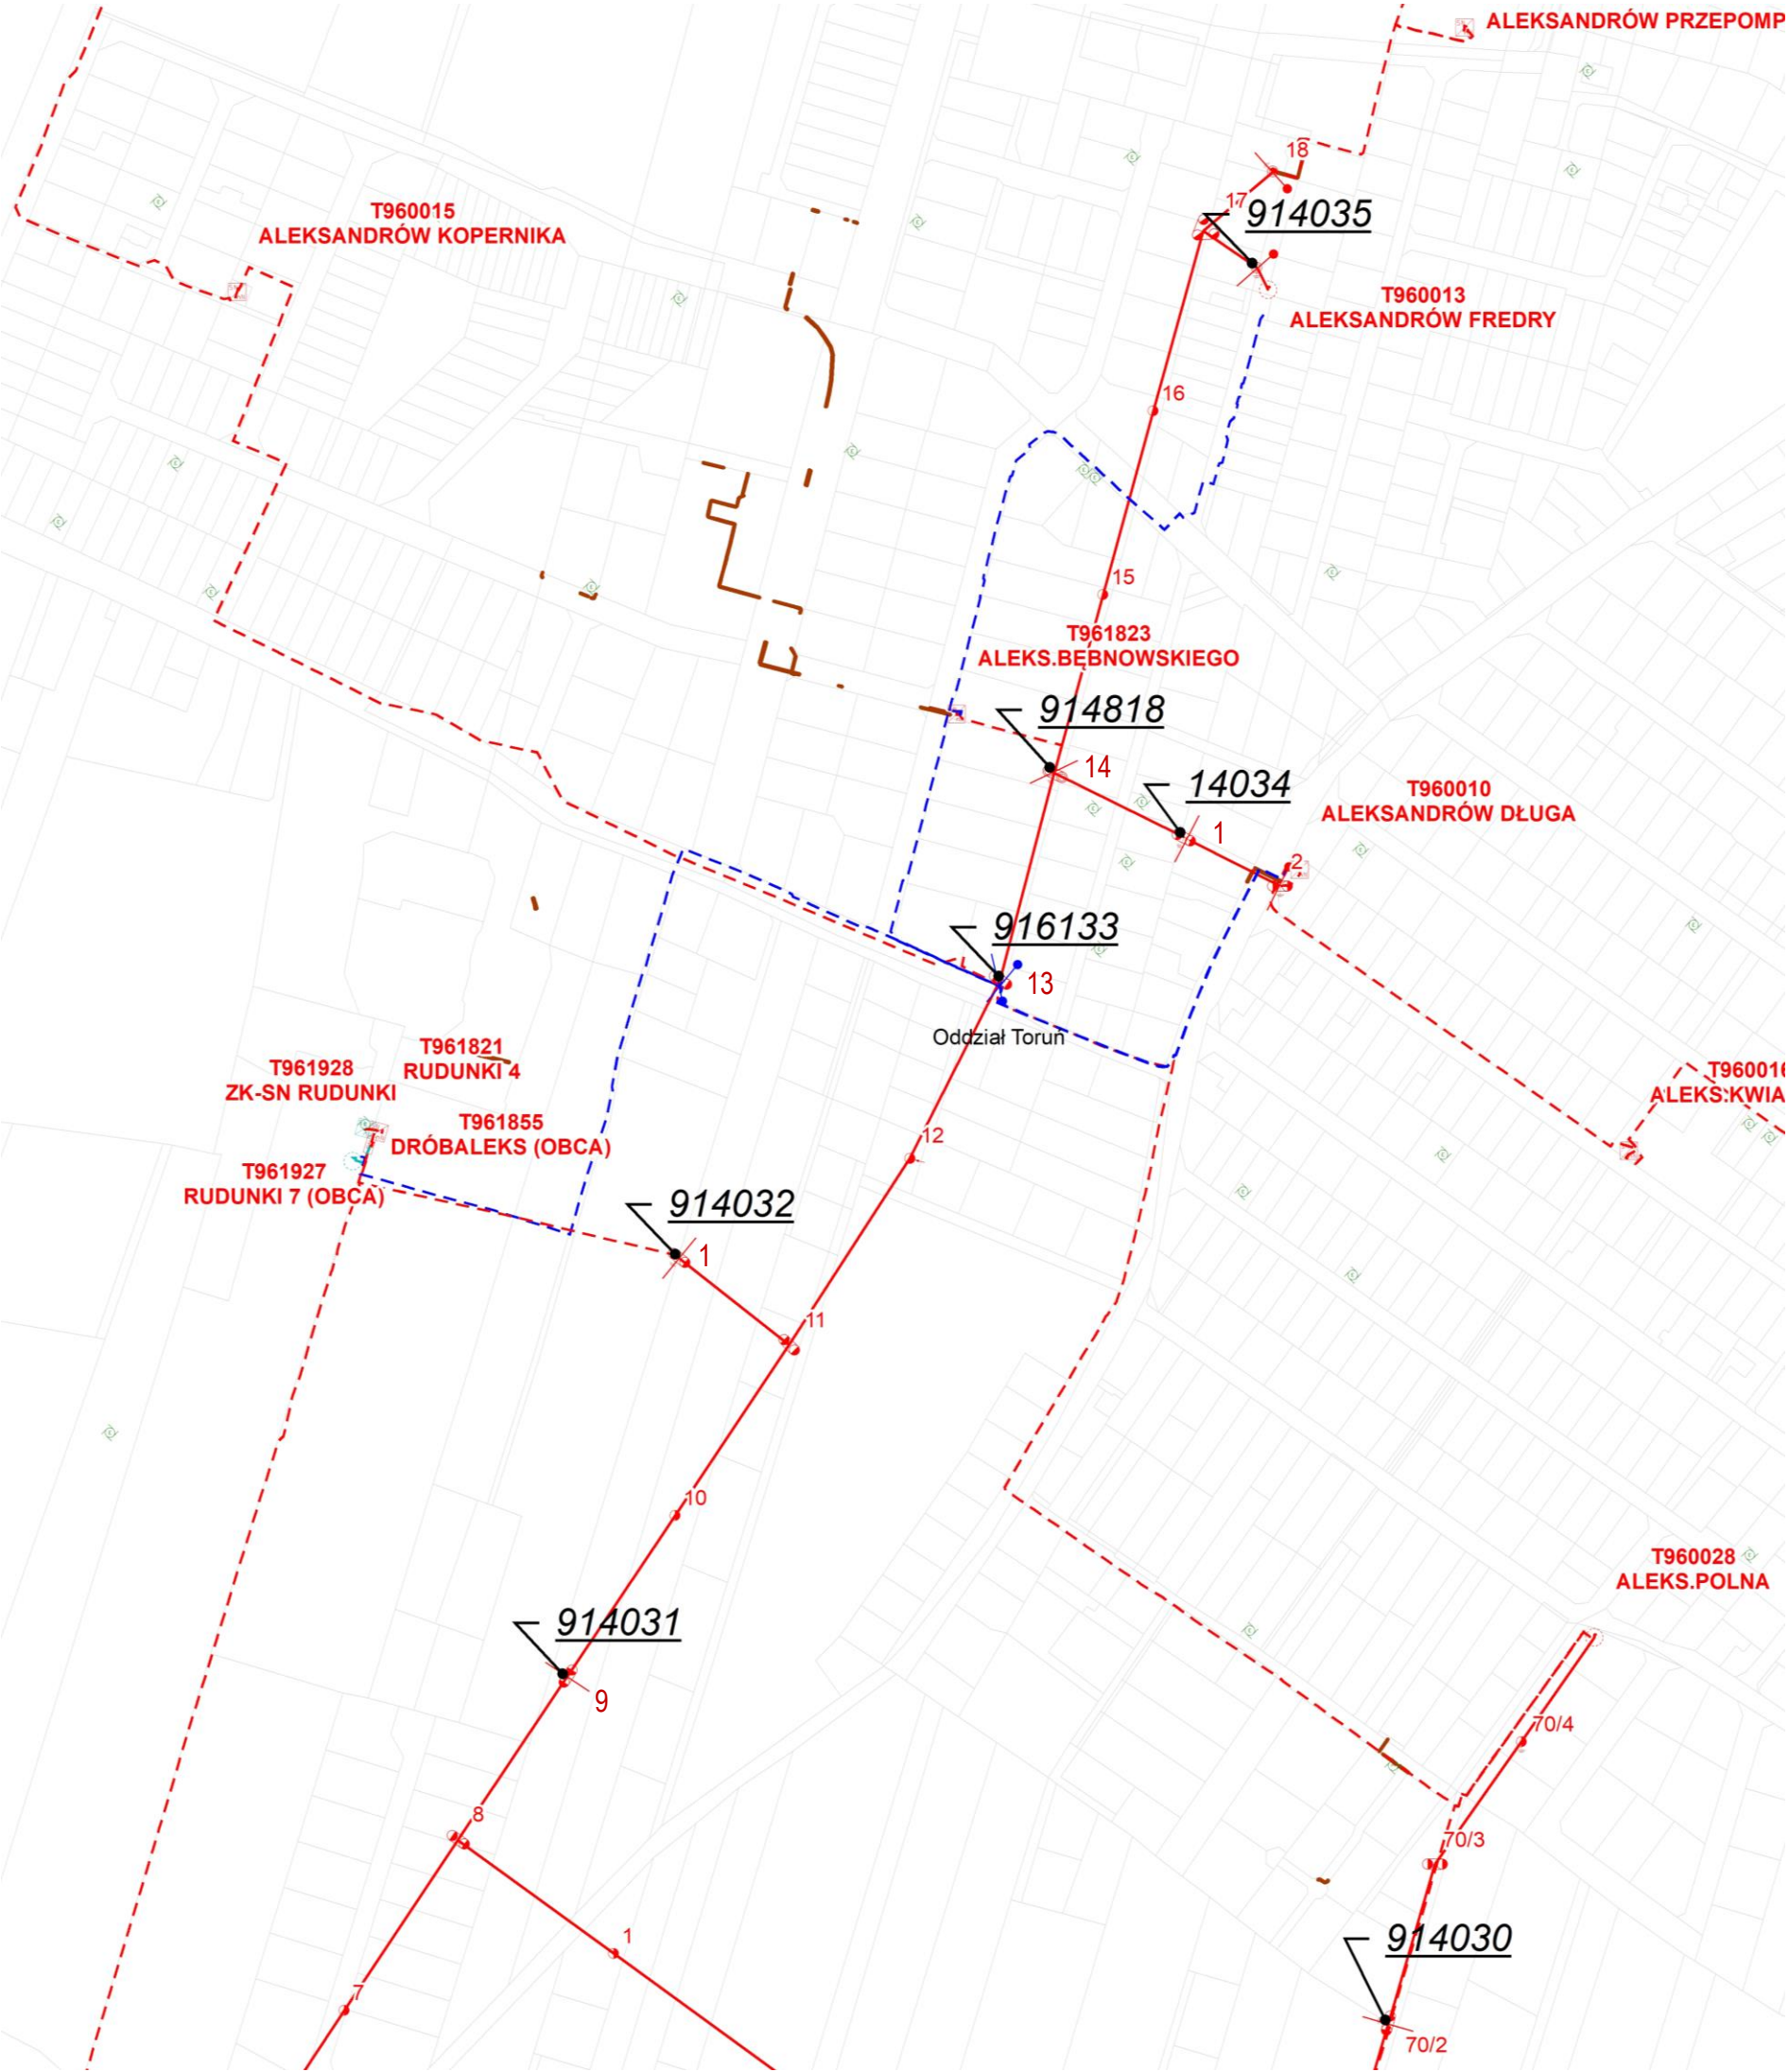 ALEKSANDRÓW PRZEPOMP
18
17
914035
T960015
ALEKSANDRÓW KOPERNIKA
T960013
ALEKSANDRÓW FREDRY
16
15
T961823
ALEKS.BEBNOWSKIEGO
914818
14
14034
1
T960010
ALEKSANDRÓW DŁUGA
2
916133
13
Oddział Toruń
T961821
RUDUNKI 4
T961928
ZK-SN RUDUNKI
T960016
ALEKS.KWIA
T961855
DRÓBALEKS (OBCA)
12
T961927
RUDUNKI 7 (OBCA)
914032
1
11
10
T960028
ALEKS.POLNA
914031
9
70/4
8
70/3
1
914030
7
70/2